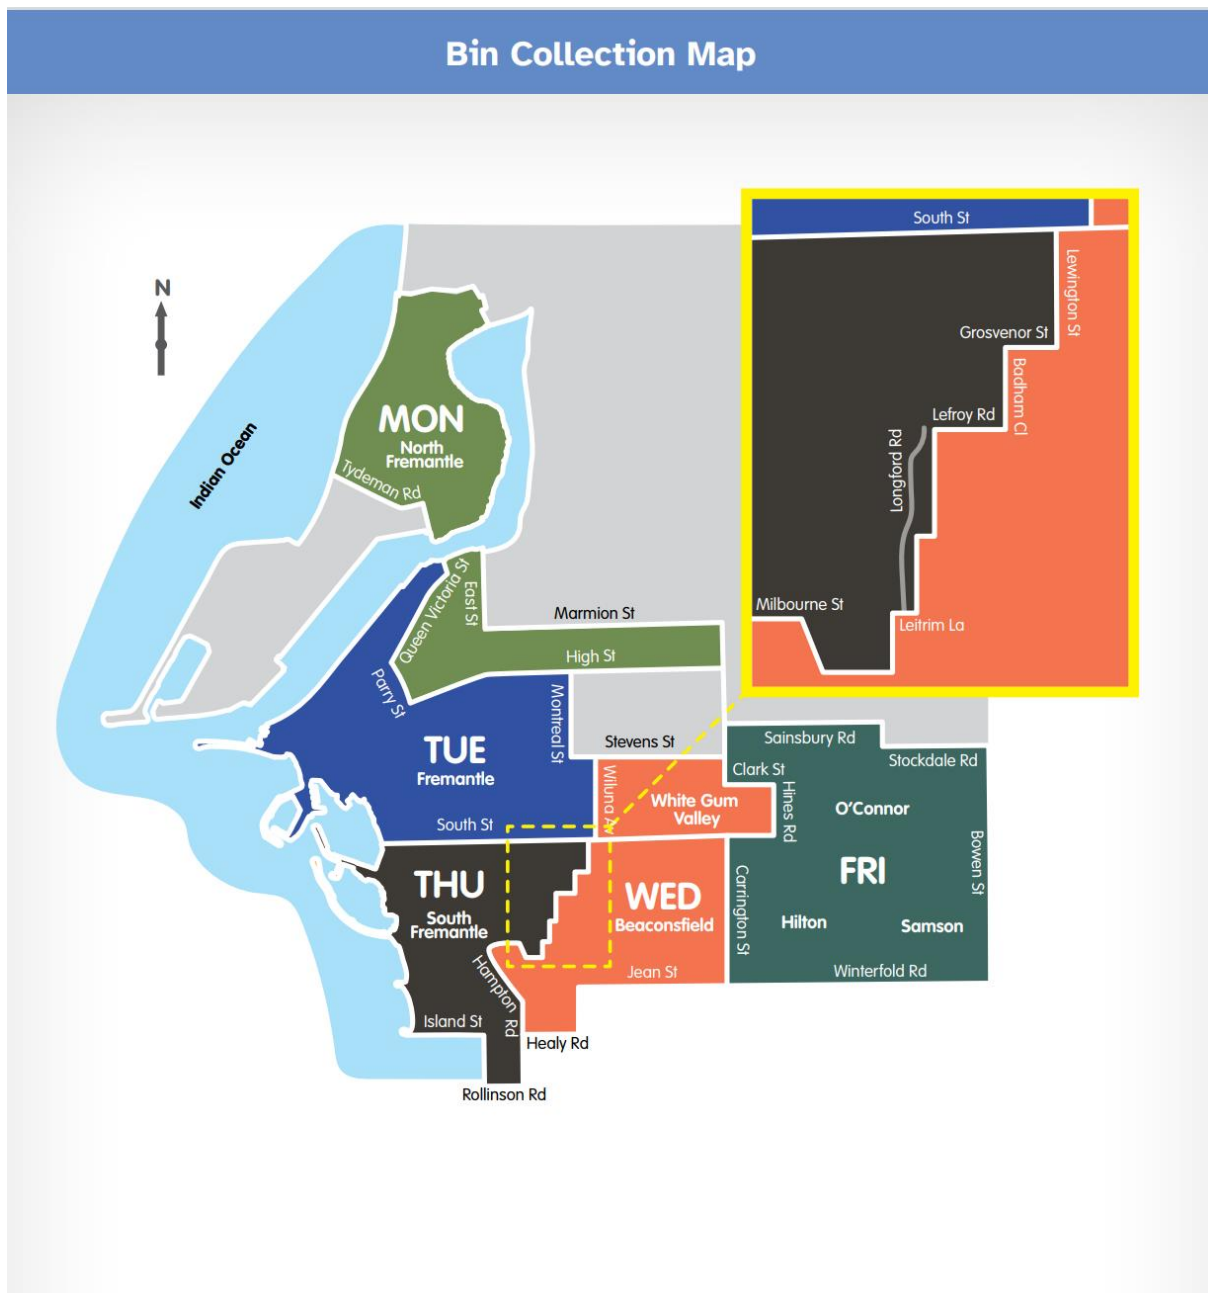 Bin Collection Map
N
Indian Ocean
MON
North
Fremantle
Tydeman Rd
Queen Victoria St
East St
Marmion St
High St
Parry St
Montreal St
TUE
Fremantle
Stevens St
South St
Wiluna Av
White Gum
Valley
Sainsbury Rd
Stockdale Rd
Clark St
Hines Rd
O'Connor
Bowen St
FRI
Hilton
Samson
Carrington St
Winterfold Rd
THU
South
Fremantle
WED
Beaconsfield
Jean St
Hampton Rd
Island St
Healy Rd
Rollinson Rd
South St
Lewington St
Grosvenor St
Badham Cl
Lefroy Rd
Longford Rd
Milbourne St
Leitrim La